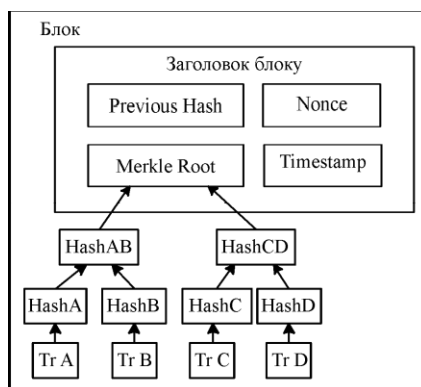 Блок
Заголовок блоку
Previous Hash Nonce
Merkle Root Timestamp
HashAB HashCD
HashA HashB HashC HashD
Tr A Tr B Tr C Tr D